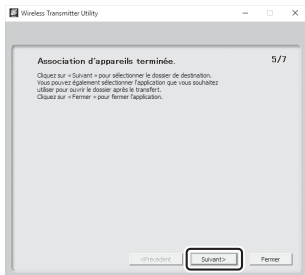 Wireless Transmitter Utility
Association d'appareils terminée.
5/7
Cliquez sur « Suivant » pour sélectionner le dossier de destination.
Vous pouvez également sélectionner l'application que vous souhaitez
utiliser pour ouvrir le dossier après le transfert.
Cliquez sur « Fermer » pour fermer l'application.
<Précédent
Suivant>
Fermer